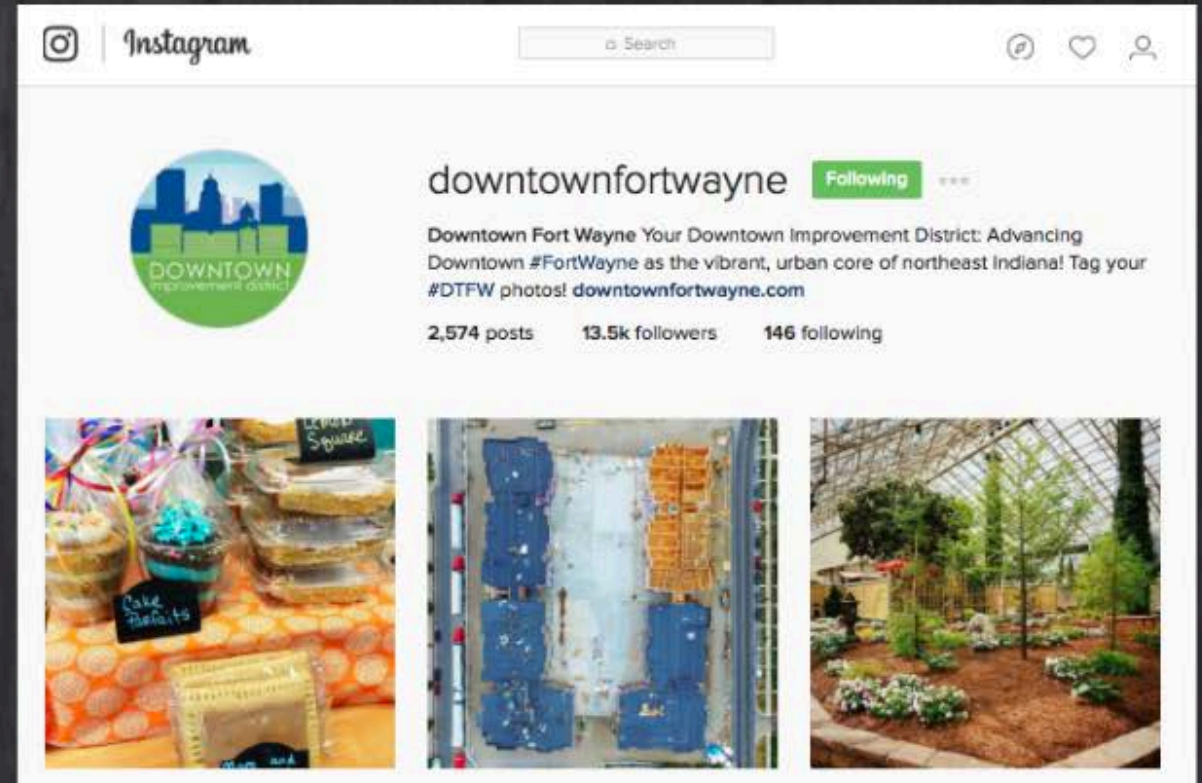 Instagram
Search
downtownfortwayne Following
Downtown Fort Wayne Your Downtown Improvement District: Advancing
Downtown #FortWayne as the vibrant, urban core of northeast Indiana! Tag your
#DTFW photos! downtownfortwayne.com
2,574 posts 13.5k followers 146 following
DOWNTOWN
improvement district
Lemon
Square
Cake
Parfaits